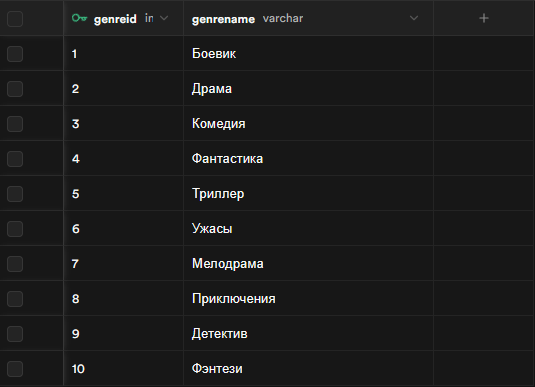 genreid in genrename varchar
1 Боевик
2 Драма
3 Комедия
4 Фантастика
5 Триллер
6 Ужасы
7 Мелодрама
8 Приключения
9 Детектив
10 Фэнтези